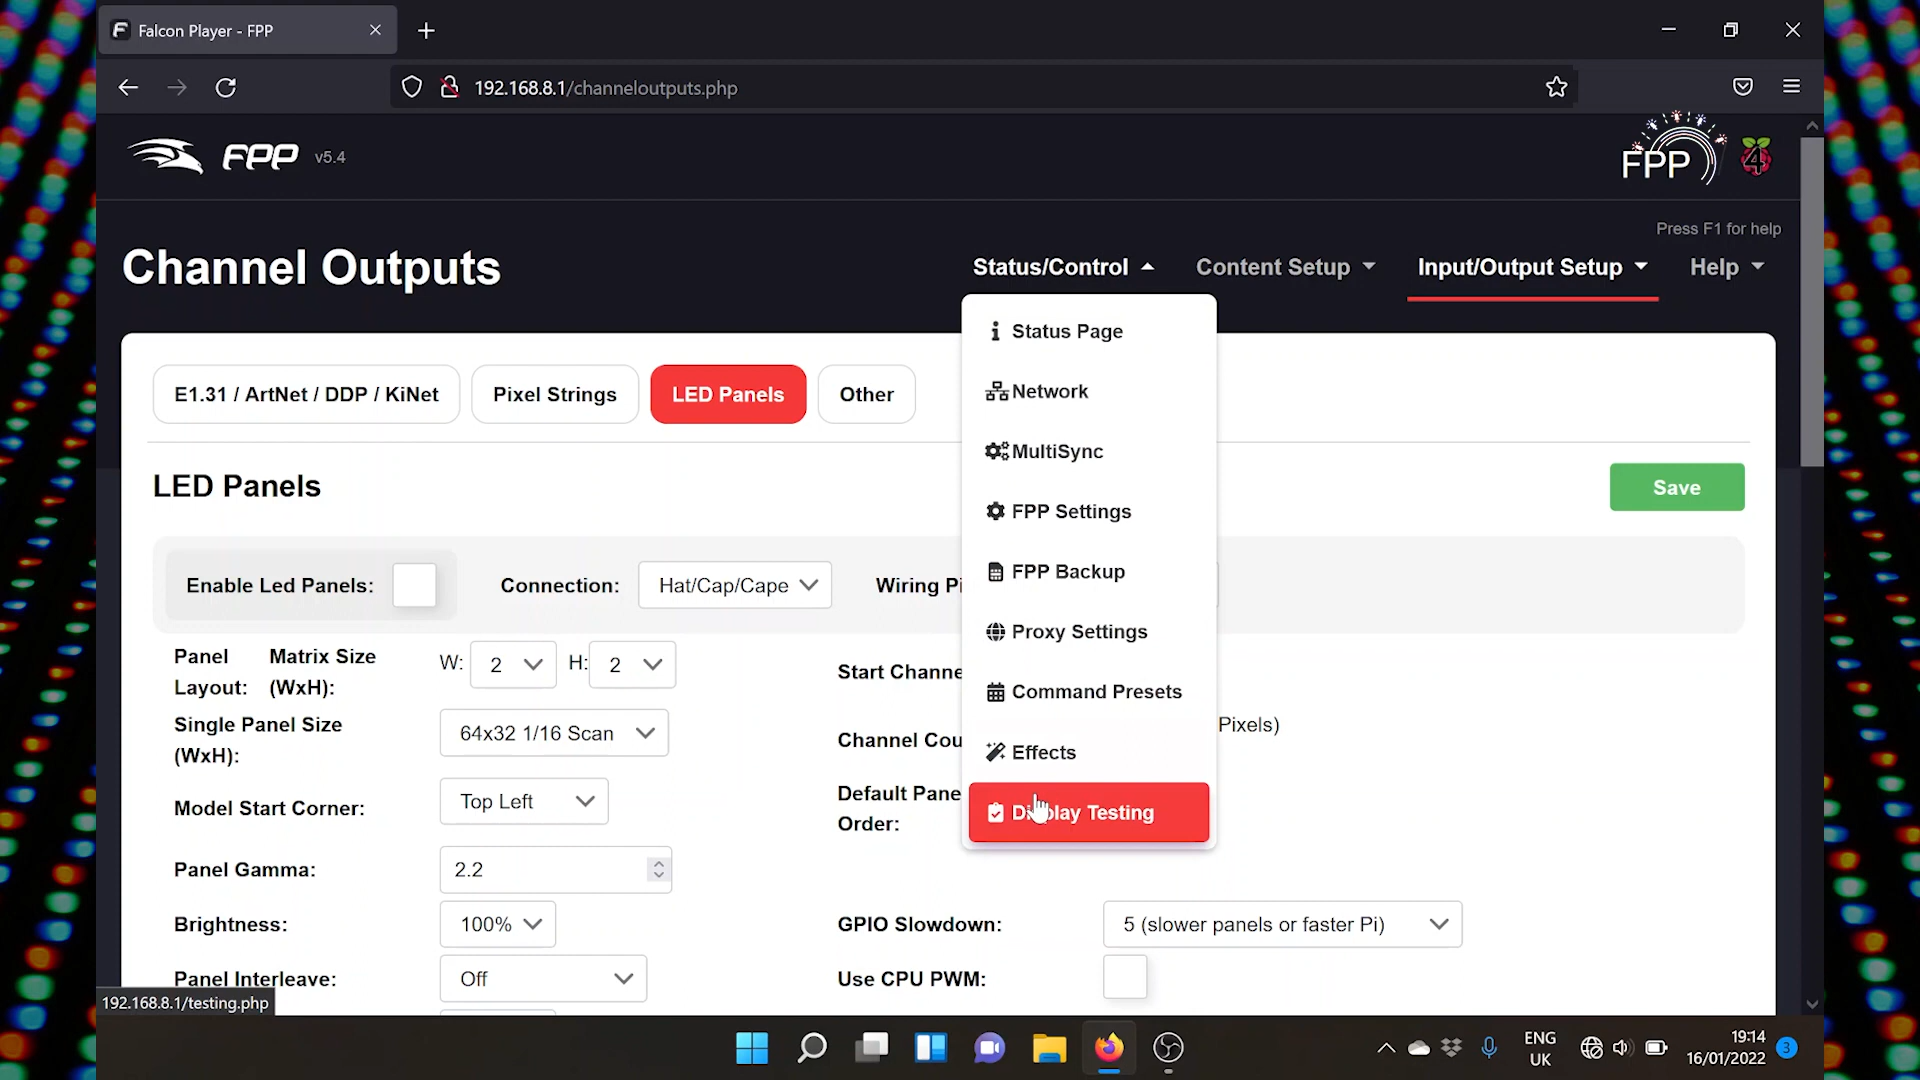 Falcon Player - FPP
192.168.8.1/channeloutputs.php
FPP v5.4
FPP
4
Press F1 for help
Channel Outputs
Status/Control
Content Setup
Input/Output Setup
Help
Status Page
Network
MultiSync
FPP Settings
FPP Backup
Proxy Settings
Command Presets
Effects
Display Testing
E1.31 / ArtNet / DDP / KiNet
Pixel Strings
LED Panels
Other
LED Panels
Save
Enable Led Panels:
Connection:
Hat/Cap/Cape
Wiring Pi
Panel Matrix Size
Layout: (WxH):
W: 2 H: 2
Start Channe
Single Panel Size
(WxH):
64x32 1/16 Scan
Channel Cou
Pixels)
Model Start Corner:
Top Left
Default Pane
Order:
Panel Gamma:
2.2
Brightness:
100%
GPIO Slowdown:
5 (slower panels or faster Pi)
Panel Interleave:
Off
Use CPU PWM:
192.168.8.1/testing.php
ENG
UK
19:14
16/01/2022
3